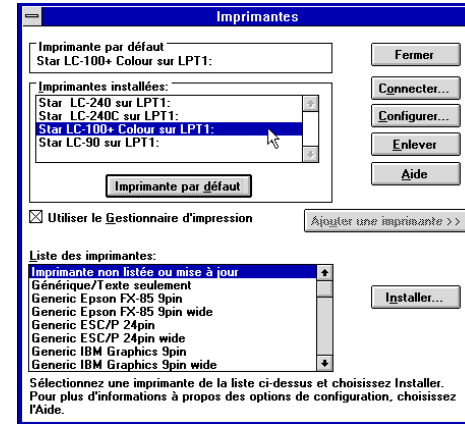 Imprimantes
Imprimante par défaut
Star LC-100+ Colour sur LPT1:
Fermer
Imprimantes installées:
Star LC-240 sur LPT1:
Star LC-240C sur LPT1:
Star LC-100+ Colour sur LPT1:
Star LC-90 sur LPT1:
Connecter...
Configurer...
Enlever
Aide
Imprimante par défaut
Utiliser le Gestionnaire d'impression
Ajouter une imprimante >>
Liste des imprimantes:
Imprimante non listée ou mise à jour
Générique/Texte seulement
Generic Epson FX-85 9pin
Generic Epson FX-85 9pin wide
Generic ESC/P 24pin
Generic ESC/P 24pin wide
Generic IBM Graphics 9pin
Generic IBM Graphics 9pin wide
Installer...
Sélectionnez une imprimante de la liste ci-dessus et choisissez Installer.
Pour plus d'informations à propos des options de configuration, choisissez
l'Aide.